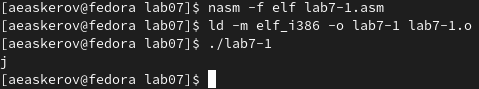 [aeaskerov@fedora lab07]$ nasm -f elf lab7-1.asm
[aeaskerov@fedora lab07]$ ld -m elf_i386 -o lab7-1 lab7-1.o
[aeaskerov@fedora lab07]$ ./lab7-1
j
[aeaskerov@fedora lab07]$